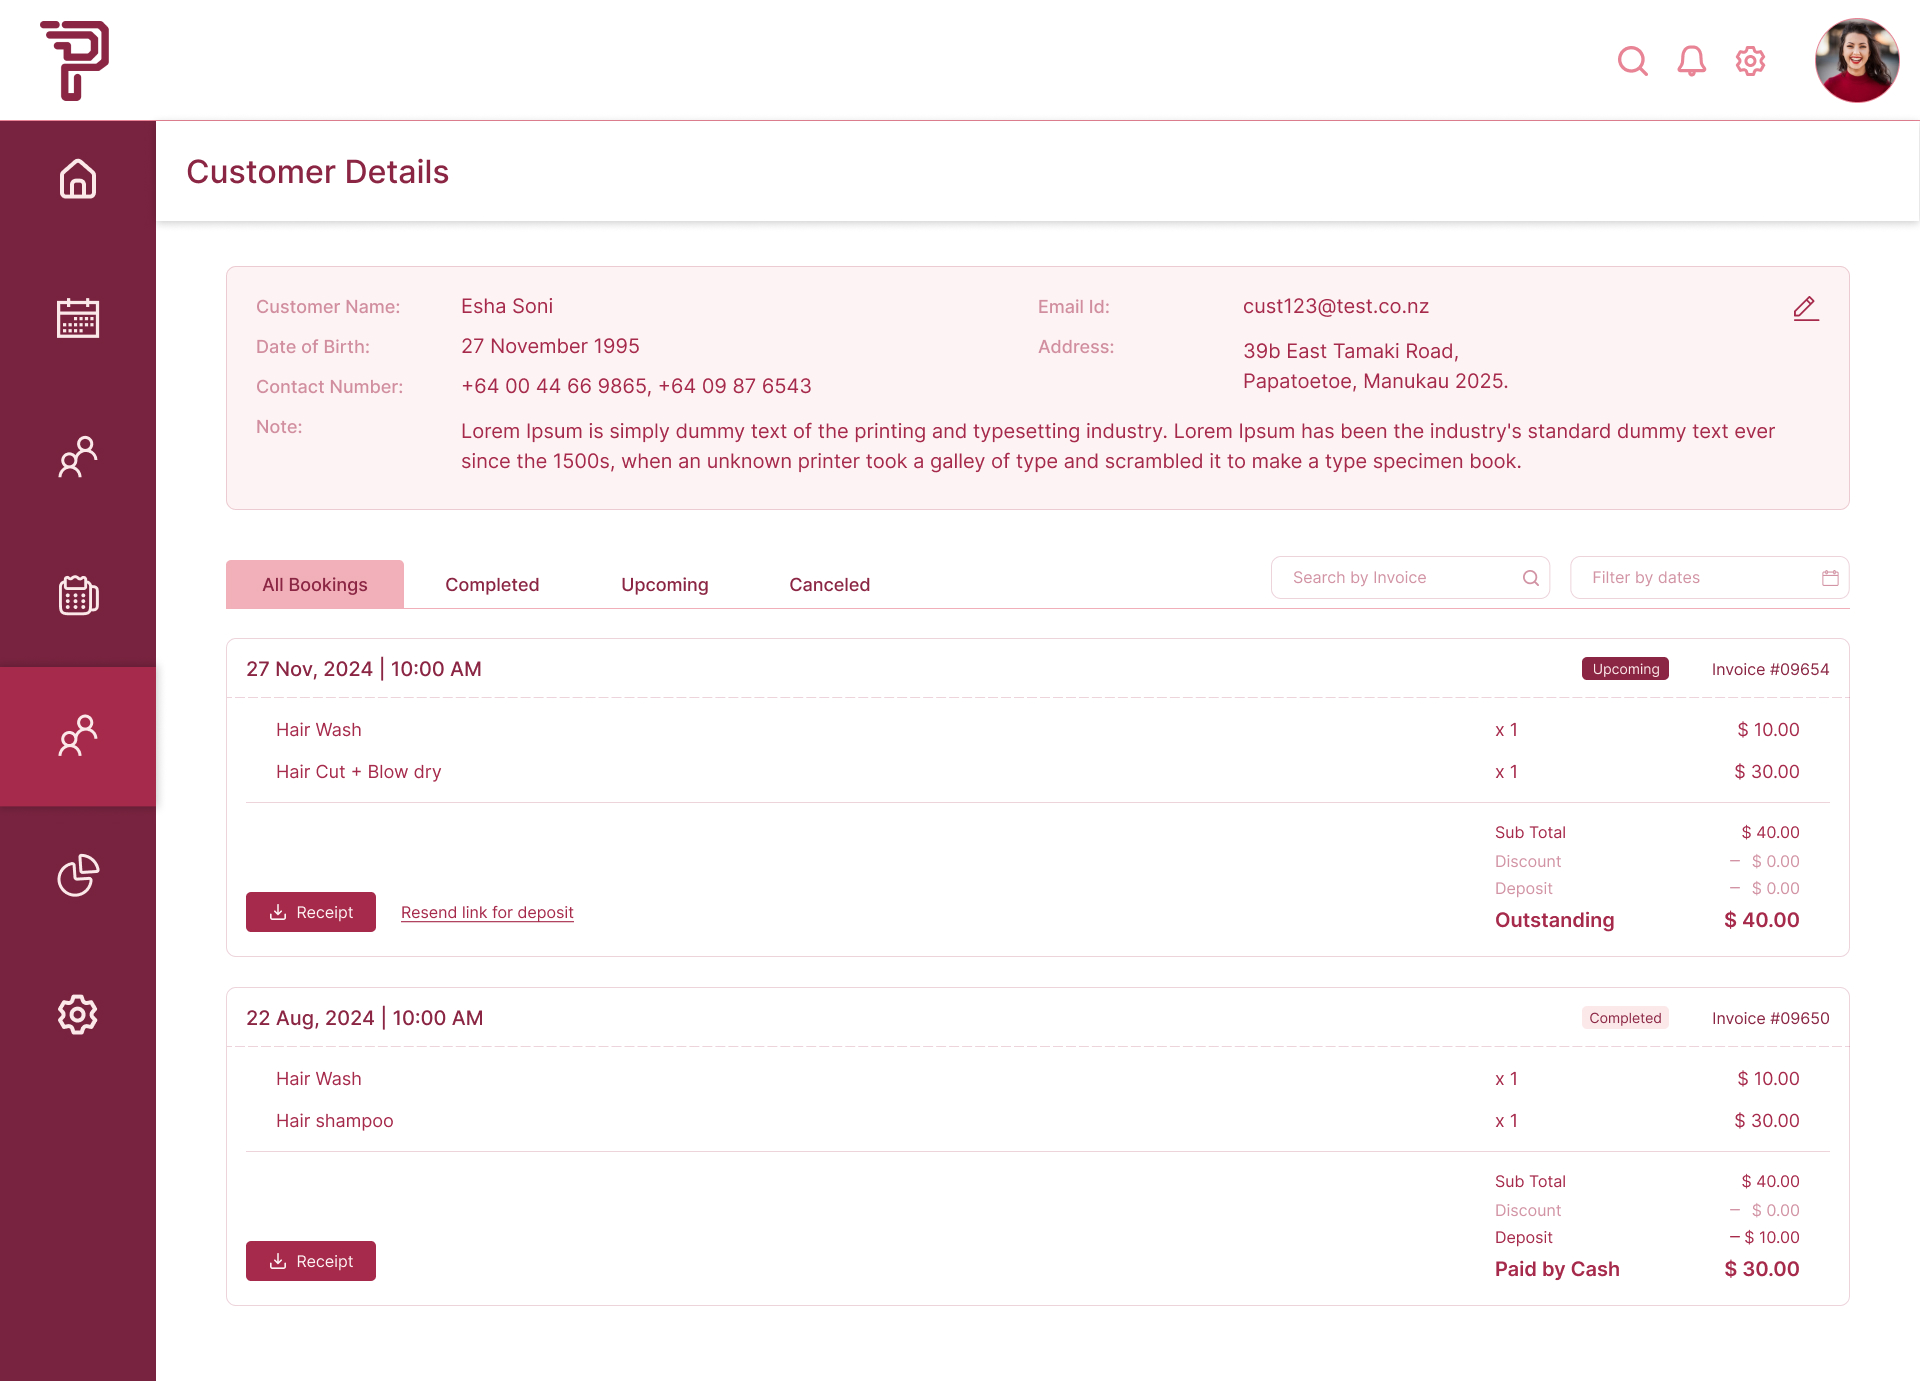 Customer Details
Customer Name: Esha Soni
Email Id: cust123@test.co.nz
Date of Birth: 27 November 1995
Address: 39b East Tamaki Road,
Papatoetoe, Manukau 2025.
Contact Number: +64 00 44 66 9865, +64 09 87 6543
Note: Lorem Ipsum is simply dummy text of the printing and typesetting industry. Lorem Ipsum has been the industry's standard dummy text ever
since the 1500s, when an unknown printer took a galley of type and scrambled it to make a type specimen book.
All Bookings Completed Upcoming Canceled Search by Invoice Filter by dates
27 Nov, 2024 | 10:00 AM Upcoming Invoice #09654
Hair Wash x 1 $ 10.00
Hair Cut + Blow dry x 1 $ 30.00
Sub Total $ 40.00
Discount – $ 0.00
Deposit – $ 0.00
Receipt Resend link for deposit Outstanding $ 40.00
22 Aug, 2024 | 10:00 AM Completed Invoice #09650
Hair Wash x 1 $ 10.00
Hair shampoo x 1 $ 30.00
Sub Total $ 40.00
Discount – $ 0.00
Deposit – $ 10.00
Receipt Paid by Cash $ 30.00